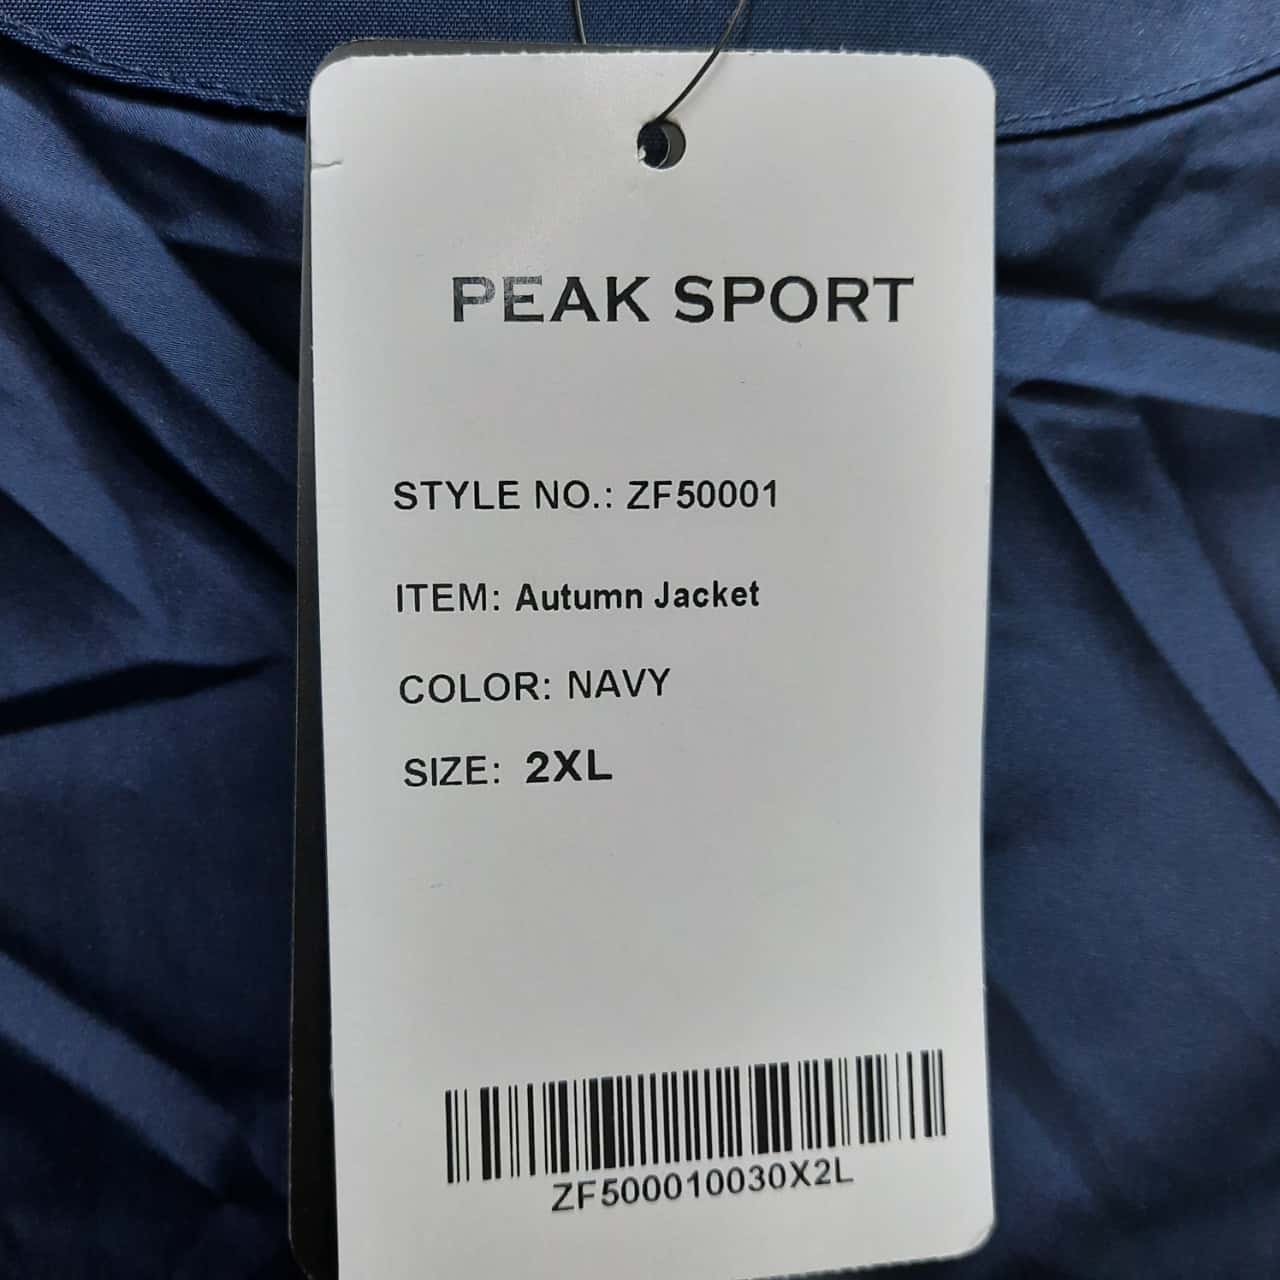 PEAK SPORT
STYLE NO.: ZF50001
ITEM: Autumn Jacket
COLOR: NAVY
SIZE: 2XL
ZF500010030X2L